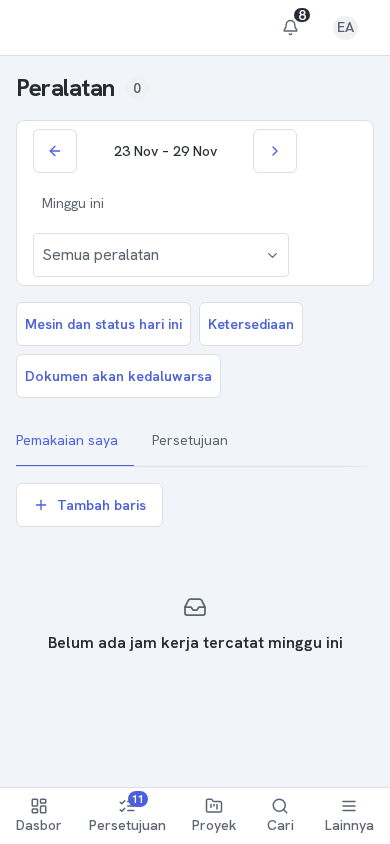 8
EA
Peralatan 0
23 Nov – 29 Nov
Minggu ini
Semua peralatan
Mesin dan status hari ini
Ketersediaan
Dokumen akan kedaluwarsa
Pemakaian saya
Persetujuan
Tambah baris
Belum ada jam kerja tercatat minggu ini
11
Dasbor
Persetujuan
Proyek
Cari
Lainnya